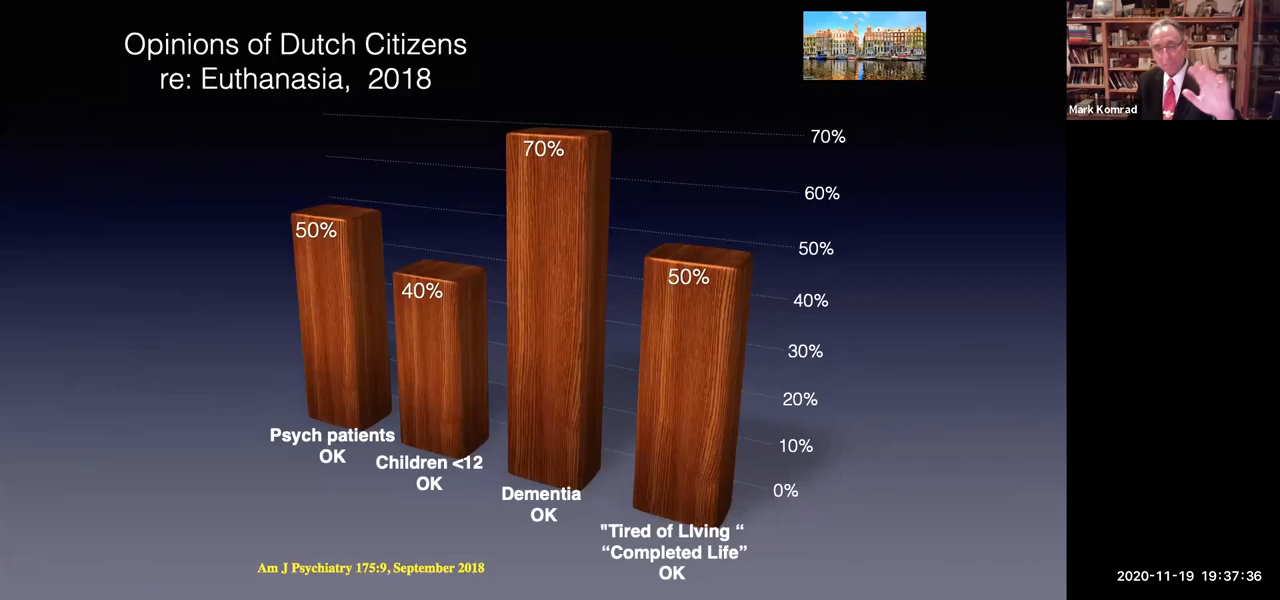 Opinions of Dutch Citizens
re: Euthanasia, 2018
Mark Komrad
70%
60%
50%
40%
30%
20%
10%
0%
50%
40%
70%
50%
Psych patients
OK
Children <12
OK
Dementia
OK
"Tired of LIving “
“Completed Life”
OK
Am J Psychiatry 175:9, September 2018
2020-11-19 19:37:36